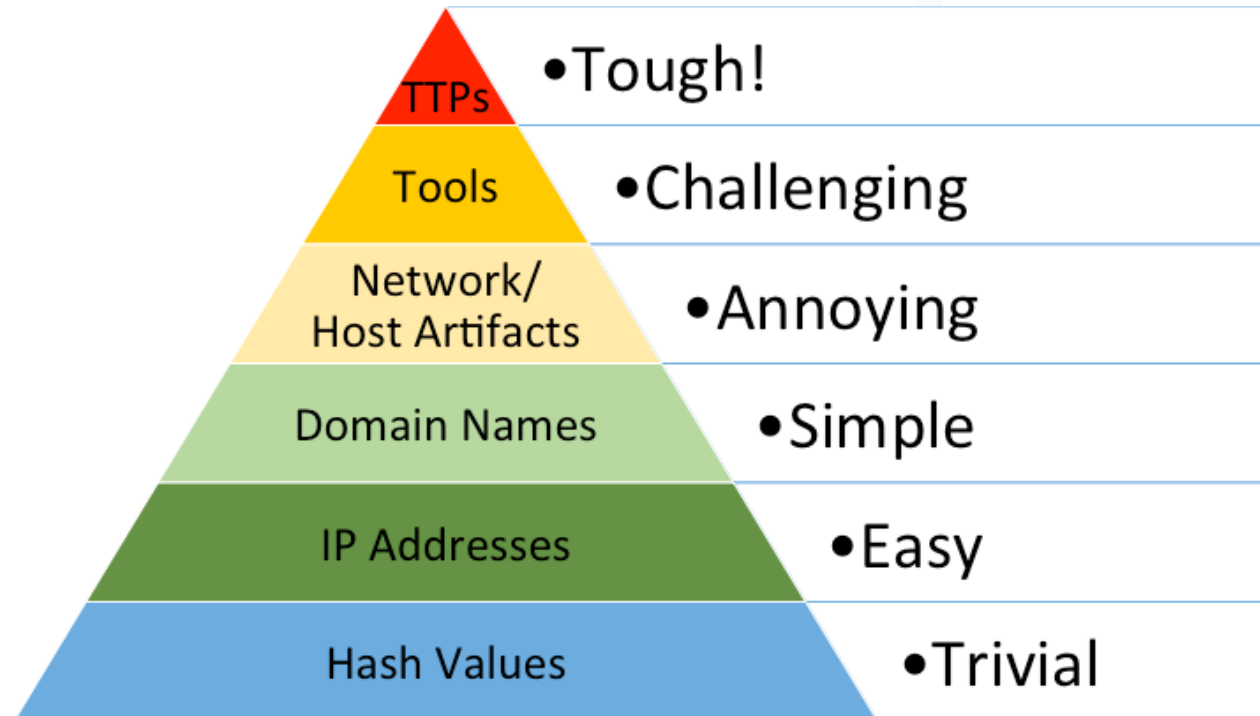 TTPs
•Tough!
Tools
•Challenging
Network/
Host Artifacts
•Annoying
Domain Names
•Simple
IP Addresses
•Easy
Hash Values
•Trivial